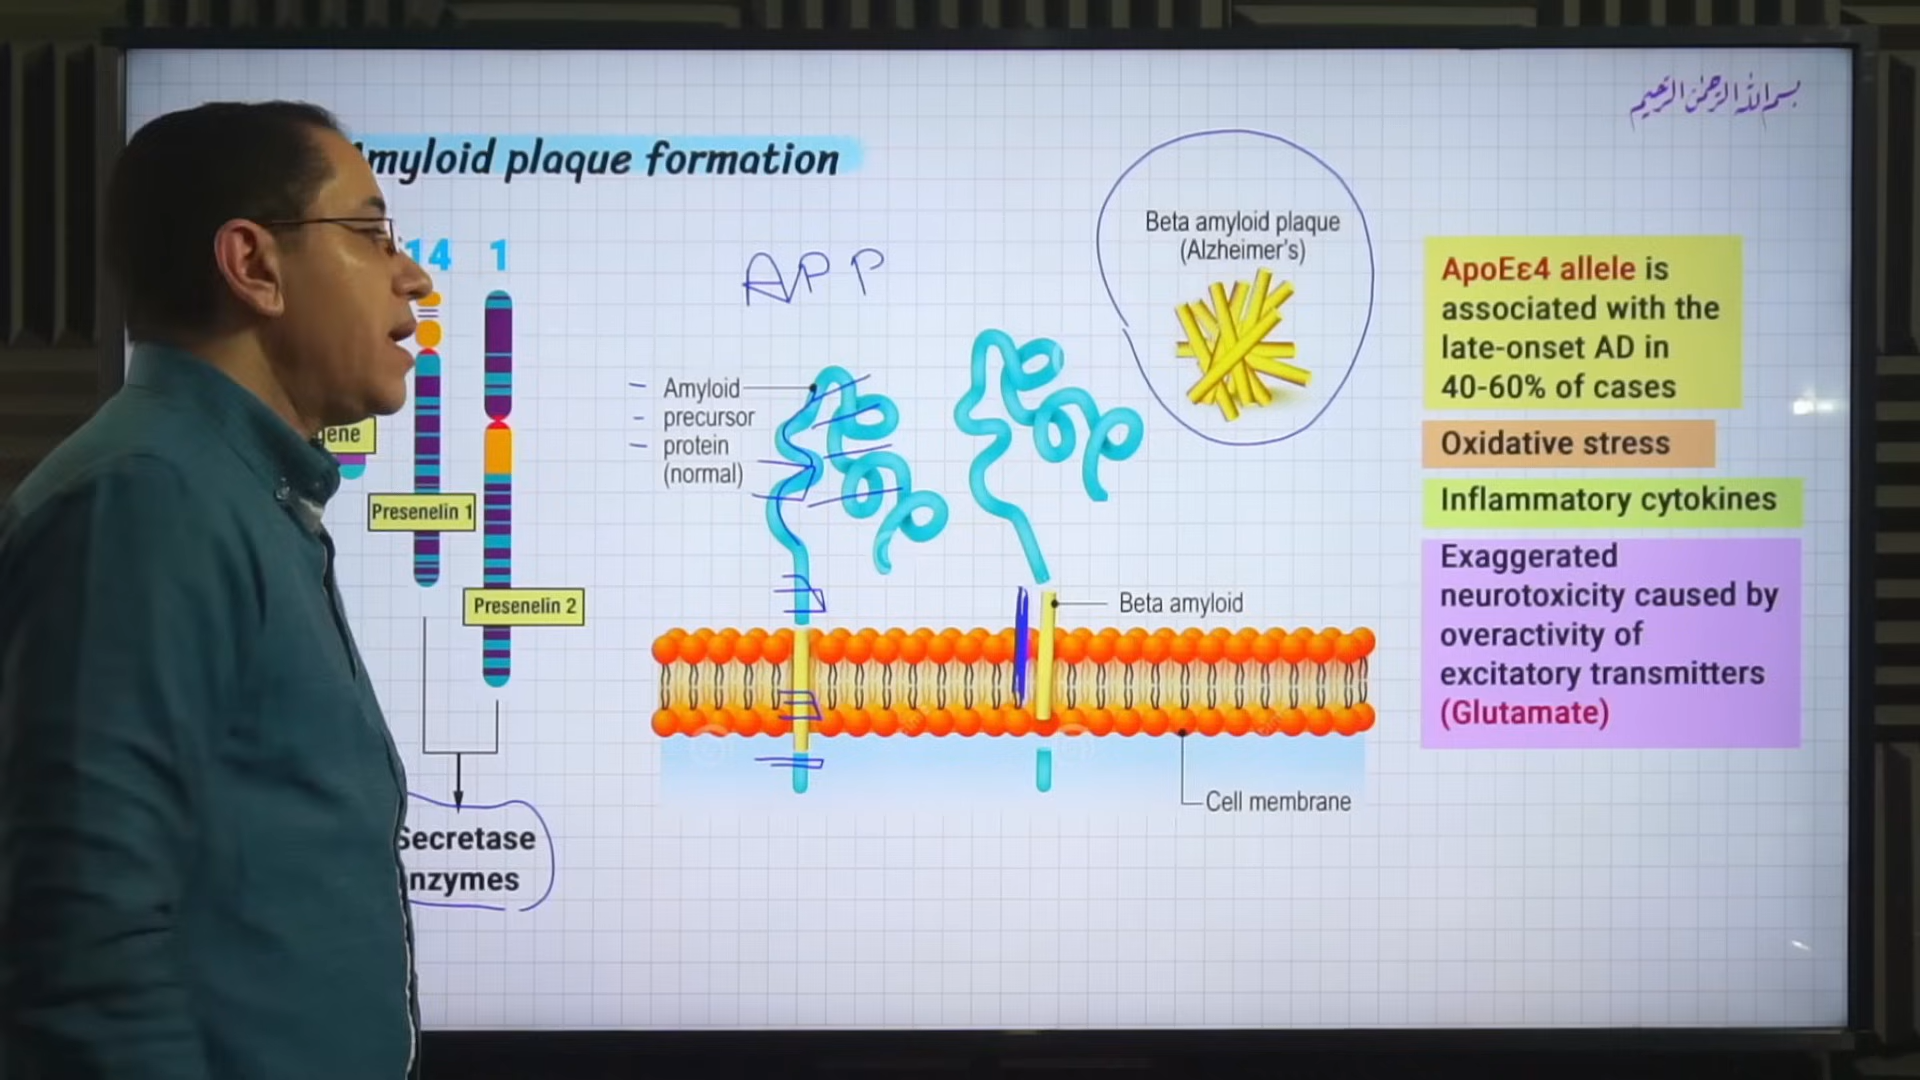 بسم الله الرحمن الرحيم
myloid plaque formation
14 1
APP
Beta amyloid plaque
(Alzheimer's)
Amyloid
precursor
protein
(normal)
gene
Presenelin 1
Presenelin 2
Secretase
nzymes
Beta amyloid
Cell membrane
ApoEε4 allele is
associated with the
late-onset AD in
40-60% of cases
Oxidative stress
Inflammatory cytokines
Exaggerated
neurotoxicity caused by
overactivity of
excitatory transmitters
(Glutamate)